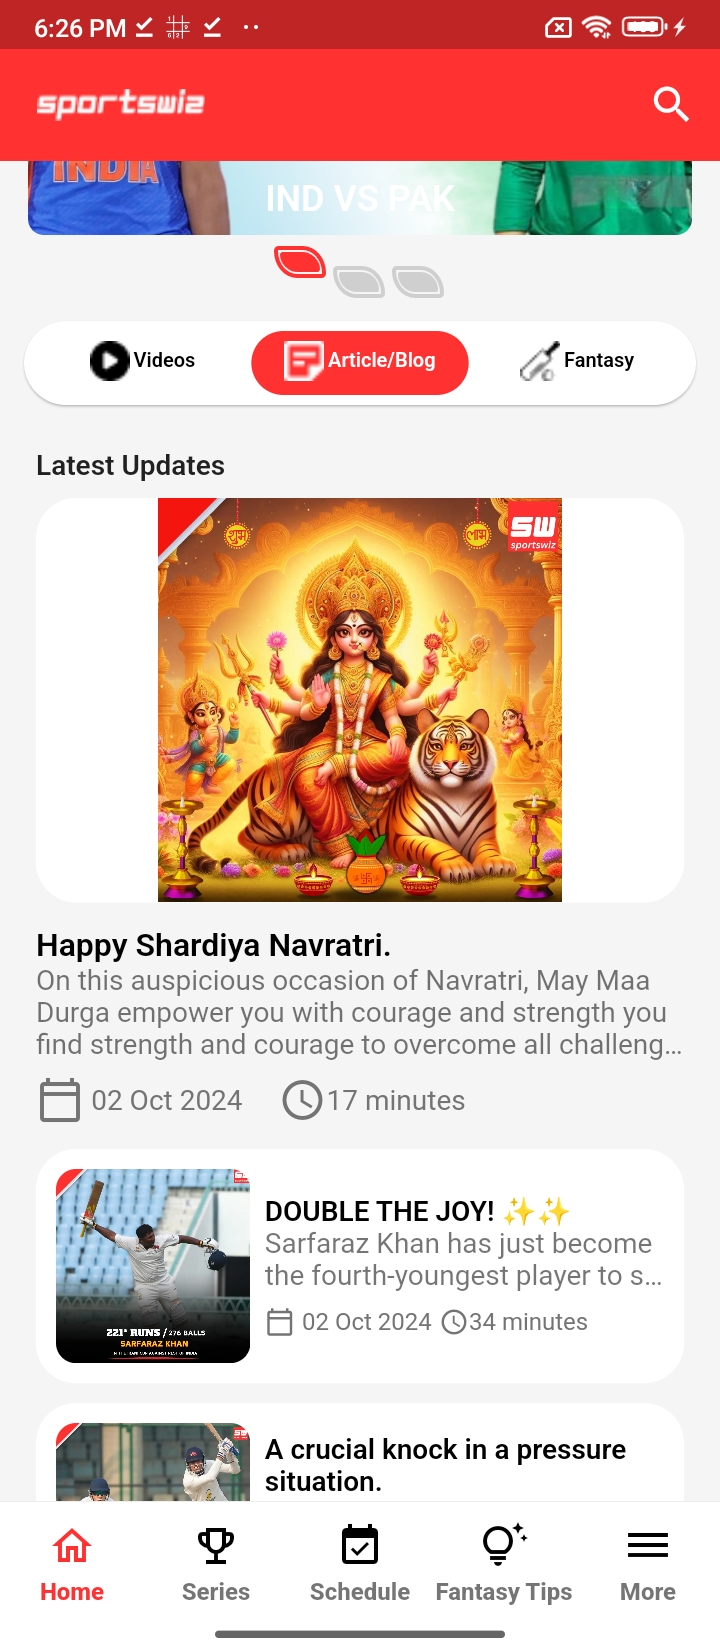 6:26 PM
sportswiz
INDIA
IND VS PAK
Videos
Article/Blog
Fantasy
Latest Updates
शुभ
लाभ
SW
sportswiz
Happy Shardiya Navratri.
On this auspicious occasion of Navratri, May Maa
Durga empower you with courage and strength you
find strength and courage to overcome all challeng...
02 Oct 2024
17 minutes
DOUBLE THE JOY! ✨✨
Sarfaraz Khan has just become
the fourth-youngest player to s...
02 Oct 2024
34 minutes
221* RUNS / 276 BALLS
SARFARAZ KHAN
A crucial knock in a pressure
situation.
SW
Home
Series
Schedule
Fantasy Tips
More